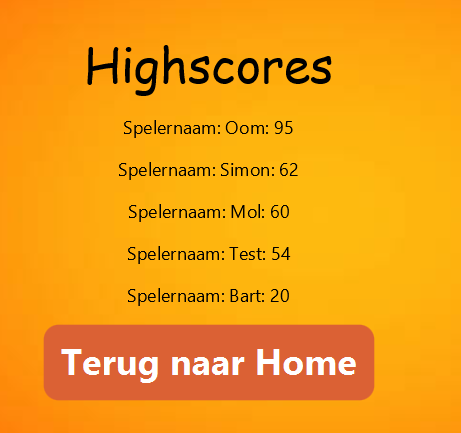 Highscores
Spelernaam: Oom: 95
Spelernaam: Simon: 62
Spelernaam: Mol: 60
Spelernaam: Test: 54
Spelernaam: Bart: 20
Terug naar Home